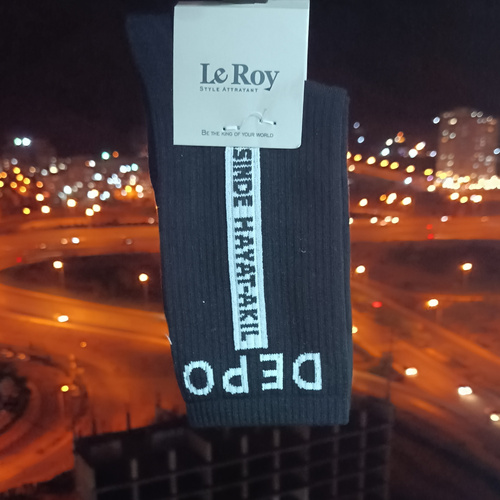 Le Roy
STYLE ATTRAYANT
BE THE KING OF YOUR WORLD
SINDE HAYAT-AKIL
DEPO